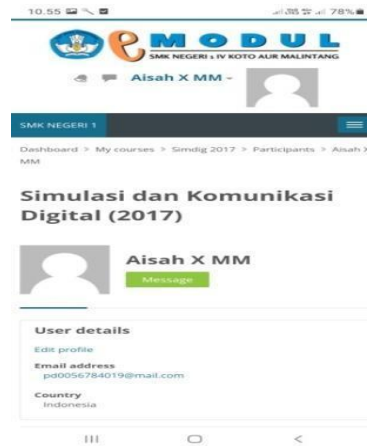 10.55
78%
e MODUL
SMK NEGERI 1 IV KOTO AUR MALINTANG
Aisah X MM -
SMK NEGERI 1
Dashboard > My courses > Simdig 2017 > Participants > Aisah X
MM
Simulasi dan Komunikasi
Digital (2017)
Aisah X MM
Message
User details
Edit profile
Email address
pd0056784019@mail.com
Country
Indonesia